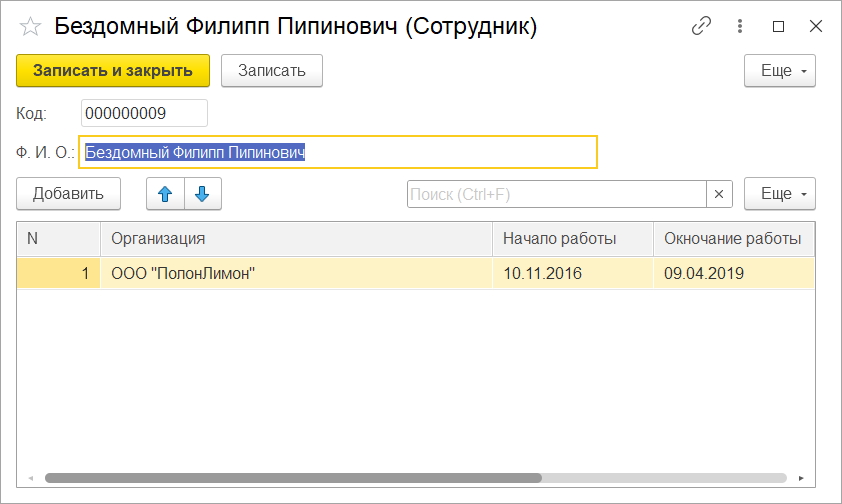 Бездомный Филипп Пипинович (Сотрудник)
Записать и закрыть Записать Еще
Код: 000000009
Ф. И. О.: Бездомный Филипп Пипинович
Добавить Поиск (Ctrl+F) Еще
N Организация Начало работы Окночание работы
1 ООО "ПолонЛимон" 10.11.2016 09.04.2019